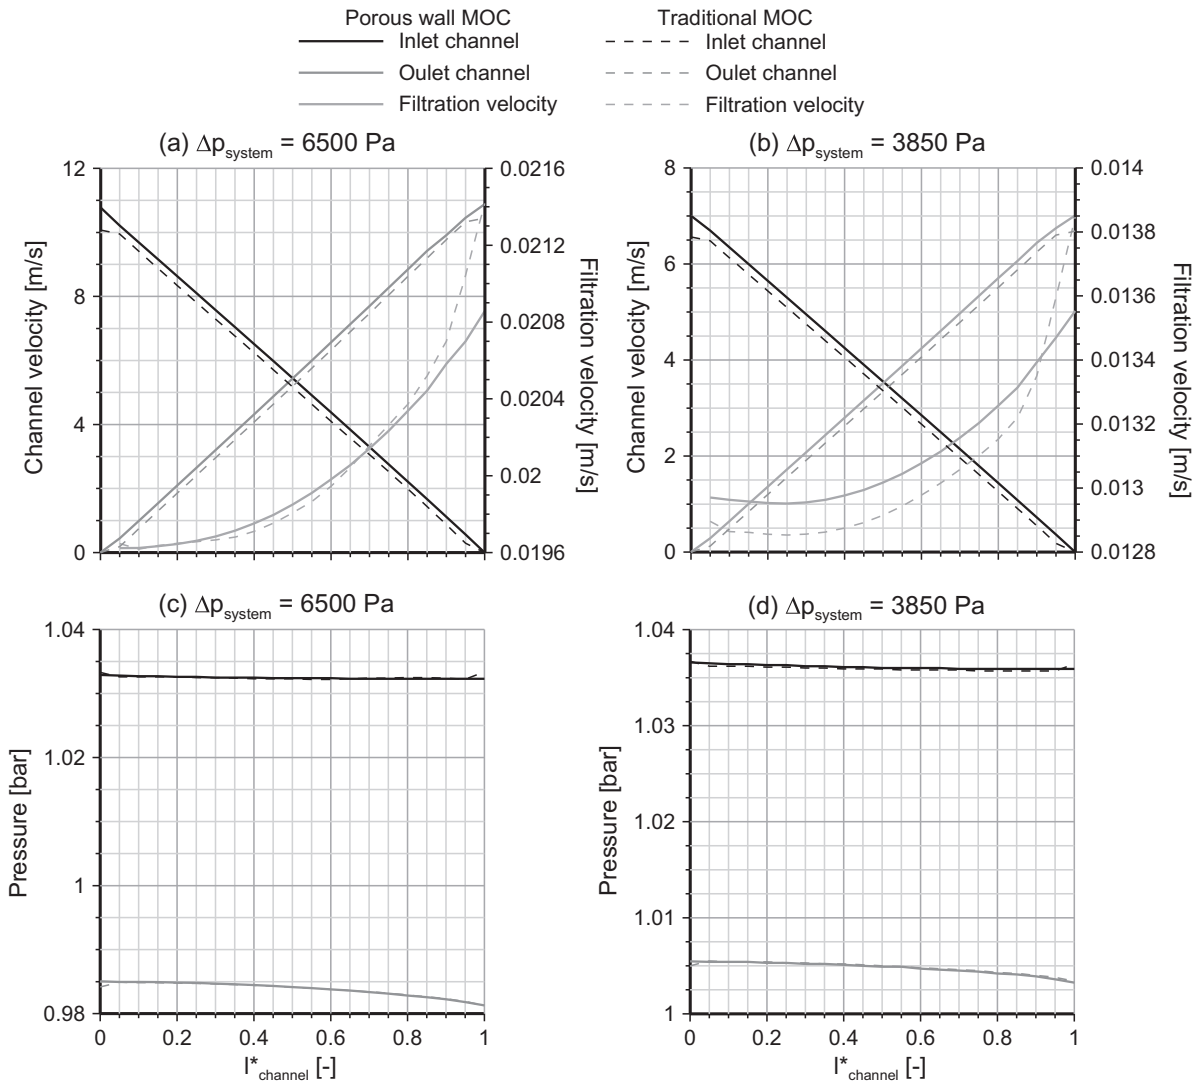 Porous wall MOC
Traditional MOC
Inlet channel
Inlet channel
Oulet channel
Oulet channel
Filtration velocity
Filtration velocity
(a) Δp_system = 6500 Pa
(b) Δp_system = 3850 Pa
12
8
4
0
Channel velocity [m/s]
0.0216
0.0212
0.0208
0.0204
0.02
0.0196
Filtration velocity [m/s]
8
6
4
2
0
Channel velocity [m/s]
0.014
0.0138
0.0136
0.0134
0.0132
0.013
0.0128
Filtration velocity [m/s]
(c) Δp_system = 6500 Pa
(d) Δp_system = 3850 Pa
1.04
1.02
1
0.98
Pressure [bar]
0 0.2 0.4 0.6 0.8 1
l*_channel [-]
1.04
1.03
1.02
1.01
1
Pressure [bar]
0 0.2 0.4 0.6 0.8 1
l*_channel [-]